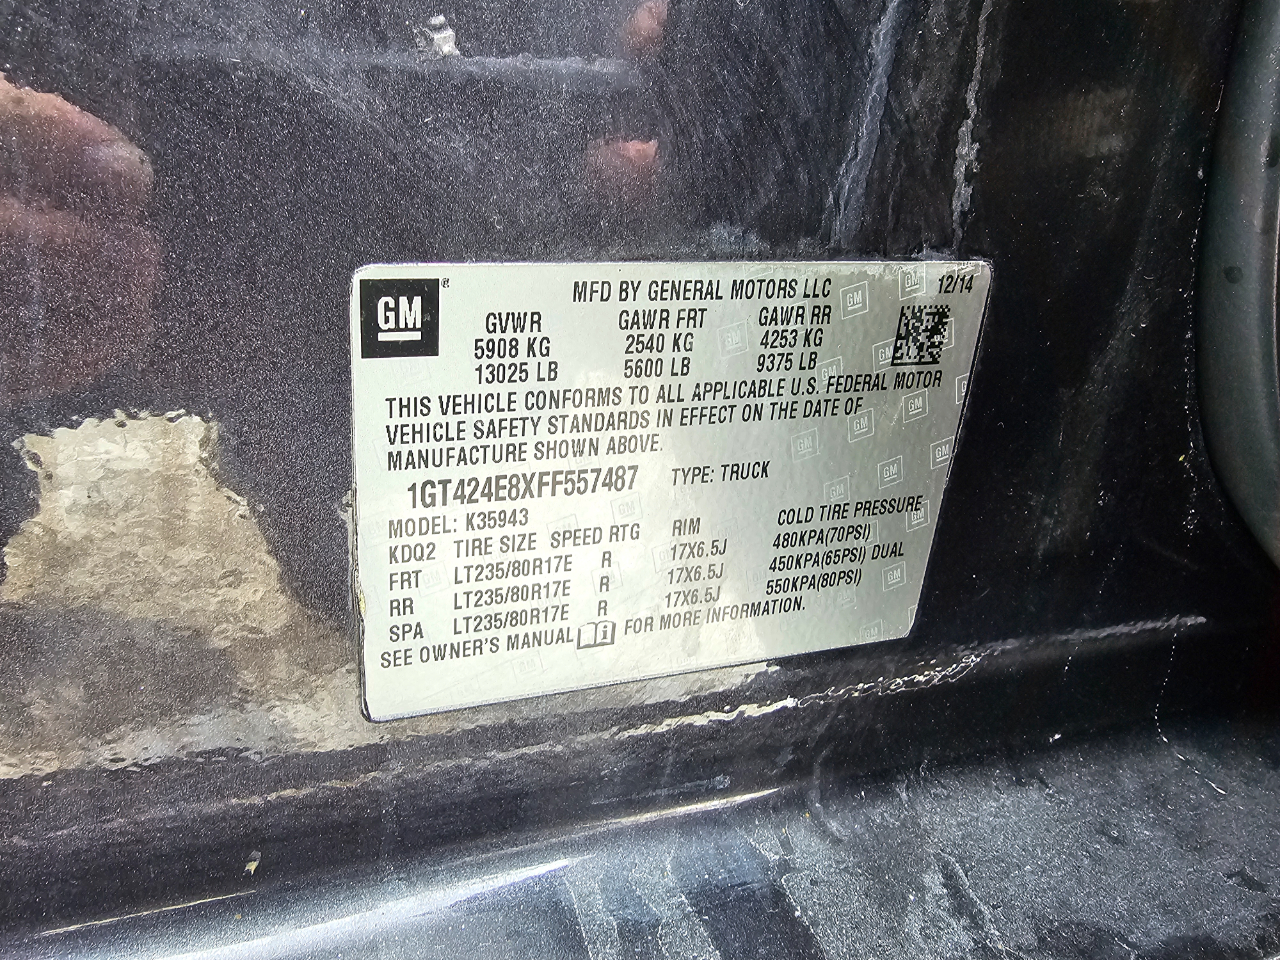 GM
MFD BY GENERAL MOTORS LLC 12/14
GVWR GAWR FRT GAWR RR
5908 KG 2540 KG 4253 KG
13025 LB 5600 LB 9375 LB
THIS VEHICLE CONFORMS TO ALL APPLICABLE U.S. FEDERAL MOTOR
VEHICLE SAFETY STANDARDS IN EFFECT ON THE DATE OF
MANUFACTURE SHOWN ABOVE.
1GT424E8XFF557487 TYPE: TRUCK
MODEL: K35943
KDQ2 TIRE SIZE SPEED RTG RIM COLD TIRE PRESSURE
FRT LT235/80R17E R 17X6.5J 480KPA(70PSI)
RR LT235/80R17E R 17X6.5J 450KPA(65PSI) DUAL
SPA LT235/80R17E R 17X6.5J 550KPA(80PSI)
SEE OWNER'S MANUAL FOR MORE INFORMATION.